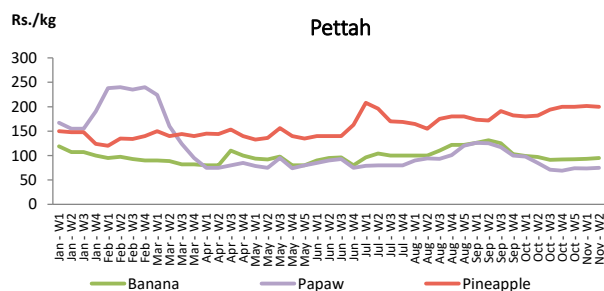 Rs./kg
Pettah
300
250
200
150
100
50
0
Jan - W1
Jan - W2
Jan - W3
Jan - W4
Feb - W1
Feb - W2
Feb - W3
Feb - W4
Mar - W1
Mar - W2
Mar - W3
Mar - W4
Apr - W1
Apr - W2
Apr - W3
Apr - W4
May - W1
May - W2
May - W3
May - W4
May - W5
Jun - W1
Jun - W2
Jun - W3
Jun - W4
Jul - W1
Jul - W2
Jul - W3
Jul - W4
Aug - W1
Aug - W2
Aug - W3
Aug - W4
Aug - W5
Sep - W1
Sep - W2
Sep - W3
Sep - W4
Oct - W1
Oct - W2
Oct - W3
Oct - W4
Oct - W5
Nov - W1
Nov - W2
Banana
Papaw
Pineapple